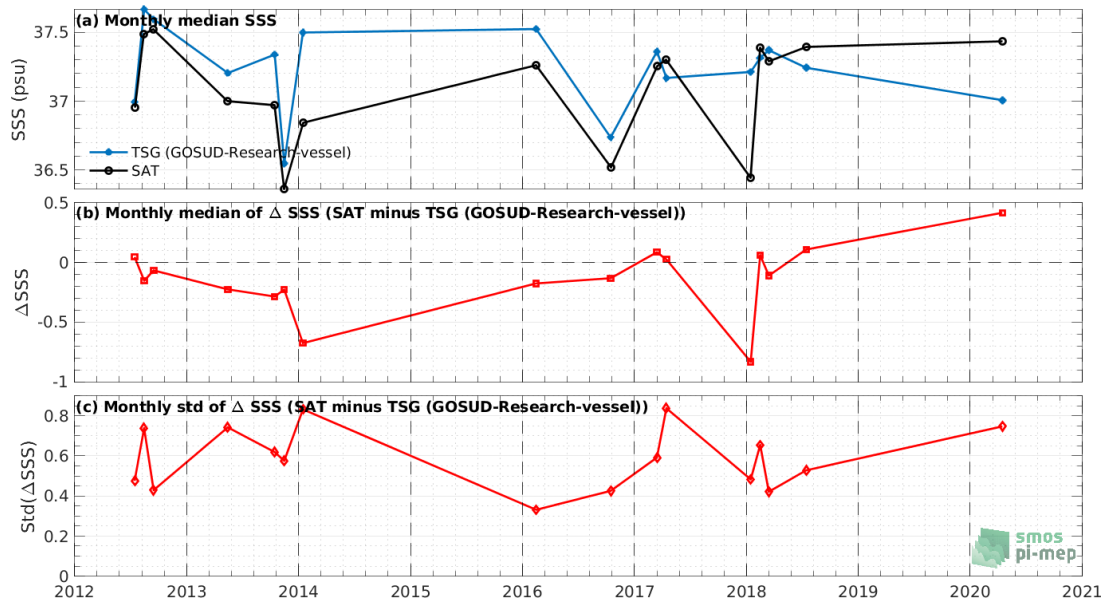 (a) Monthly median SSS
37.5
37
36.5
SSS (psu)
TSG (GOSUD-Research-vessel)
SAT
(b) Monthly median of Δ SSS (SAT minus TSG (GOSUD-Research-vessel))
0.5
0
-0.5
-1
ΔSSS
(c) Monthly std of Δ SSS (SAT minus TSG (GOSUD-Research-vessel))
0.8
0.6
0.4
0.2
0
Std(ΔSSS)
smos
pi-mep
2012 2013 2014 2015 2016 2017 2018 2019 2020 2021